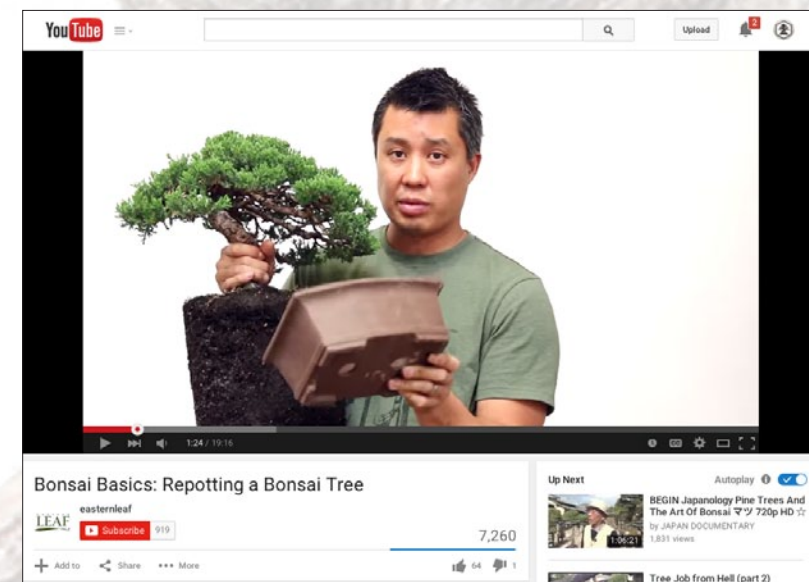 YouTube
Upload
2
1:24 / 19:16
Bonsai Basics: Repotting a Bonsai Tree
easternleaf
LEAF
Subscribe 919
7,260
Add to Share More
64 1
Up Next
Autoplay
BEGIN Japanology Pine Trees And
The Art Of Bonsai マツ 720p HD ☆
by JAPAN DOCUMENTARY
1,831 views
1:06:21
Tree Job from Hell (part 2)